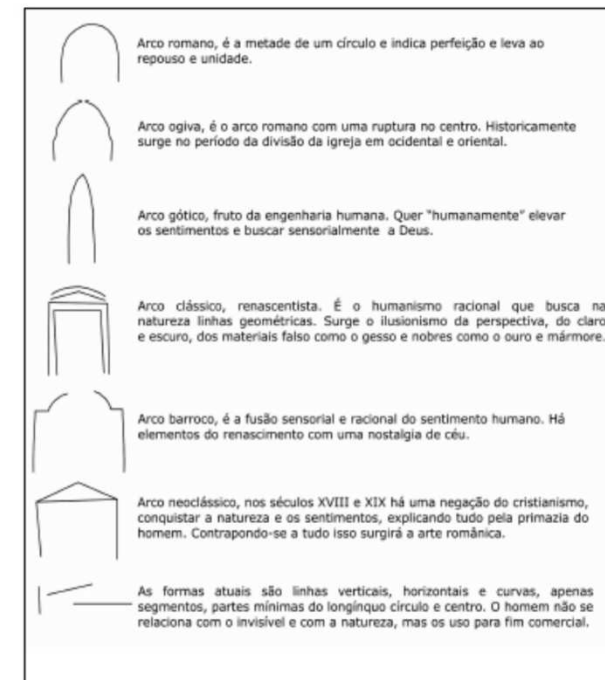 Arco romano, é a metade de um círculo e indica perfeição e leva ao
repouso e unidade.
Arco ogiva, é o arco romano com uma ruptura no centro. Historicamente
surge no período da divisão da igreja em ocidental e oriental.
Arco gótico, fruto da engenharia humana. Quer "humanamente" elevar
os sentimentos e buscar sensorialmente a Deus.
Arco clássico, renascentista. É o humanismo racional que busca na
natureza linhas geométricas. Surge o ilusionismo da perspectiva, do claro
e escuro, dos materiais falso como o gesso e nobres como o ouro e mármore.
Arco barroco, é a fusão sensorial e racional do sentimento humano. Há
elementos do renascimento com uma nostalgia de céu.
Arco neoclássico, nos séculos XVIII e XIX há uma negação do cristianismo,
conquistar a natureza e os sentimentos, explicando tudo pela primazia do
homem. Contrapondo-se a tudo isso surgirá a arte românica.
As formas atuais são linhas verticais, horizontais e curvas, apenas
segmentos, partes mínimas do longínquo círculo e centro. O homem não se
relaciona com o invisível e com a natureza, mas os uso para fim comercial.